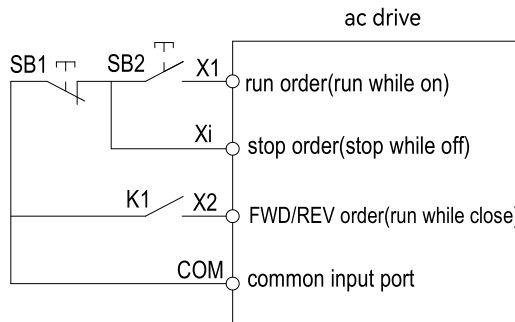 ac drive
SB1 SB2 X1 run order(run while on)
Xi stop order(stop while off)
K1 X2 FWD/REV order(run while close)
COM common input port